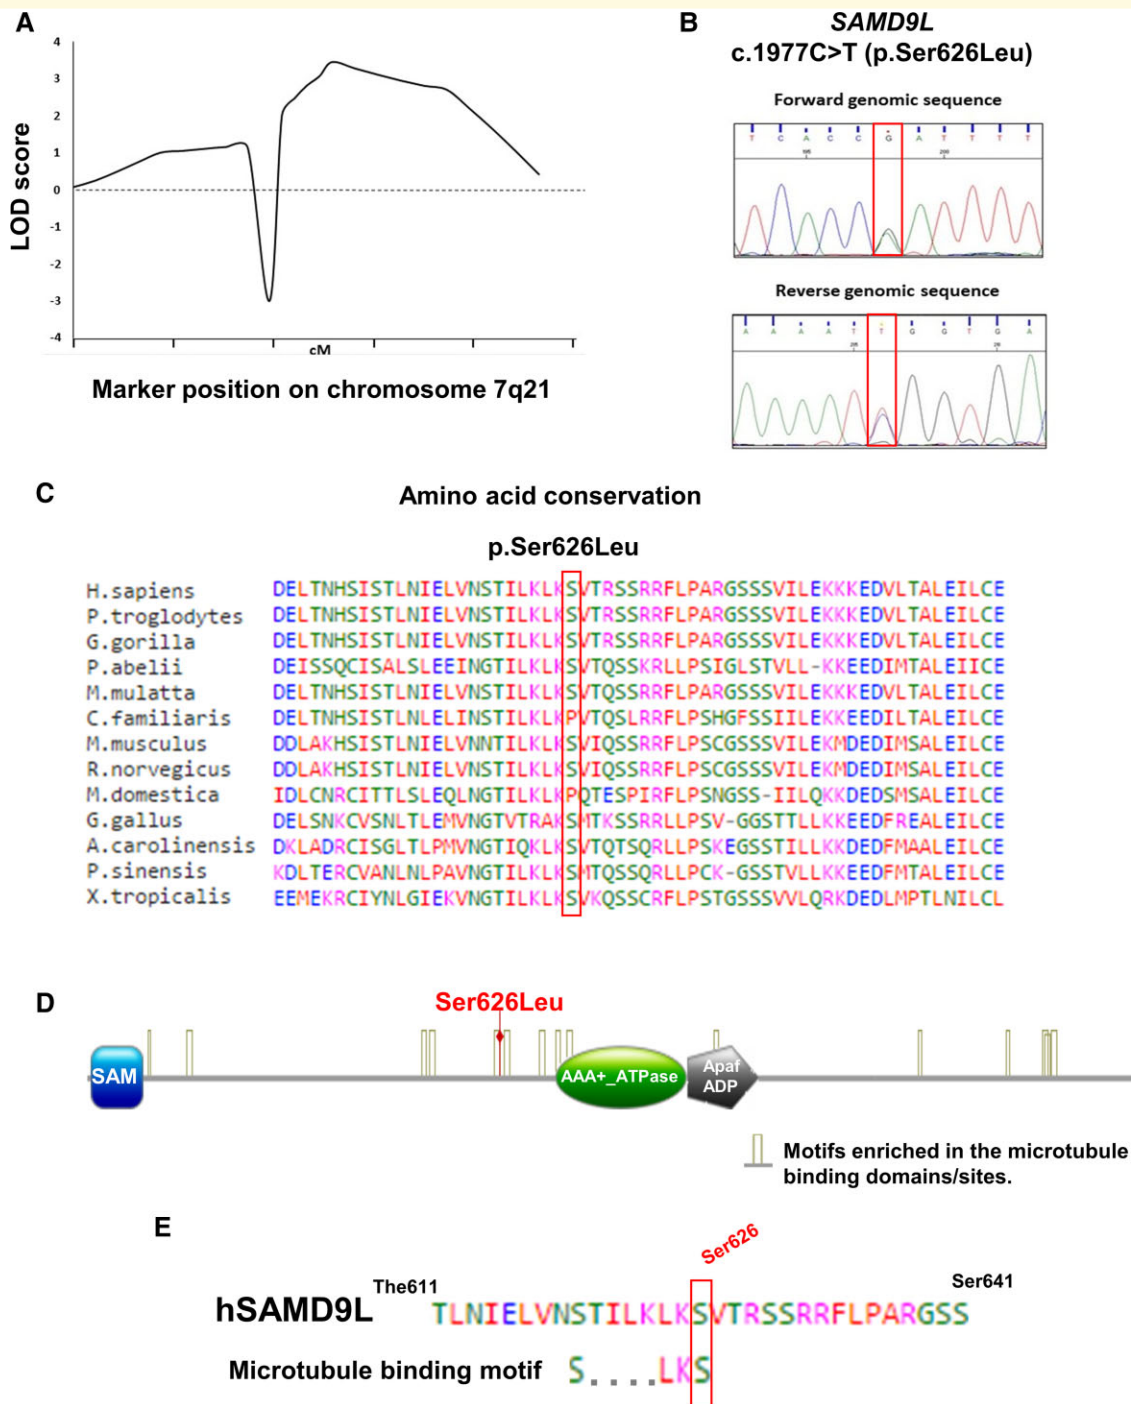 A
4
3
2
1
0
-1
-2
-3
-4
LOD score
cM
Marker position on chromosome 7q21
B
SAMD9L
c.1977C>T (p.Ser626Leu)
Forward genomic sequence
T C A C C G A T T T T
Reverse genomic sequence
A A A A T T G G T G A
C
Amino acid conservation
p.Ser626Leu
H.sapiens DELTNHSISTLNIELVNSTILKLKSVTRSSRRFLPARGSSSVILEKKKEDVLTALEILCE
P.troglodytes DELTNHSISTLNIELVNSTILKLKSVTRSSRRFLPARGSSSVILEKKKEDVLTALEILCE
G.gorilla DELTNHSISTLNIELVNSTILKLKSVTRSSRRFLPARGSSSVILEKKKEDVLTALEILCE
P.abelii DEISSQCISALSLEEINGTILKLKSVTQSSKRLLPSIGLSTVLL-KKEEDIMTALEIICE
M.mulatta DELTNHSISTLNIELVNSTILKLKSVTQSSRRFLPARGSSSVILEKKKEDVLTALEILCE
C.familiaris DELTNHSISTLNLELINSTILKLKPVTQSLRRFLPSHGFSSIILEKKEEDILTALEILCE
M.musculus DDLAKHSISTLNIELVNNTILKLKSVIQSSRRFLPSCGSSSVILEKMDEDIMSALEILCE
R.norvegicus DDLAKHSISTLNIELVNSTILKLKSVIQSSRRFLPSCGSSSVILEKMDEDIMSALEILCE
M.domestica IDLCNRCITTLSLEQLNGTILKLKPQTESPIRFLPSNGSS-IILQKKDEDSMSALEILCE
G.gallus DELSNKCVSNLTLEMVNGTVTRAKSMTKSSRRLLPSV-GGSTTLLKKEEDFREALEILCE
A.carolinensis DKLADRCISGLTLPMVNGTIQKLKSVTQTSQRLLPSKEGSSTILLKKEDFMAALEILCE
P.sinensis KDLTERCVANLNLPAVNGTILKLKSMTQSSQRLLPCK-GSSTVLLKKEEDFMTALEILCE
X.tropicalis EEMEKRCIYNLGIEKVNGTILKLKSVKQSSCRFLPSTGSSSVVLQRKDEDLMPTLNILCL
D
Ser626Leu
SAM
AAA+_ATPase
Apaf
ADP
Motifs enriched in the microtubule
binding domains/sites.
E
Ser626
The611
Ser641
hSAMD9L TLNIELVNSTILKLKSVTRSSRRFLPARGSS
Microtubule binding motif S....LKS